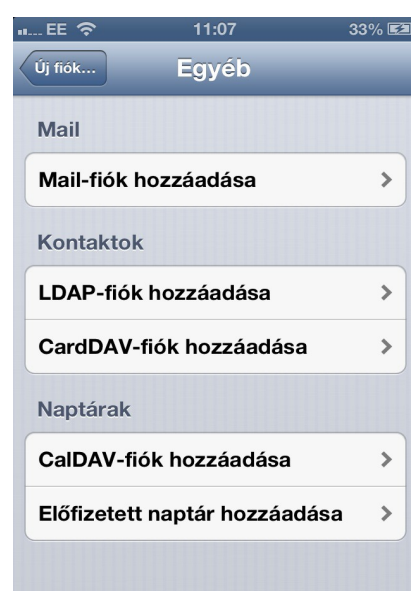 EE 11:07 33%
Új fiók... Egyéb
Mail
Mail-fiók hozzáadása
Kontaktok
LDAP-fiók hozzáadása
CardDAV-fiók hozzáadása
Naptárak
CalDAV-fiók hozzáadása
Előfizetett naptár hozzáadása